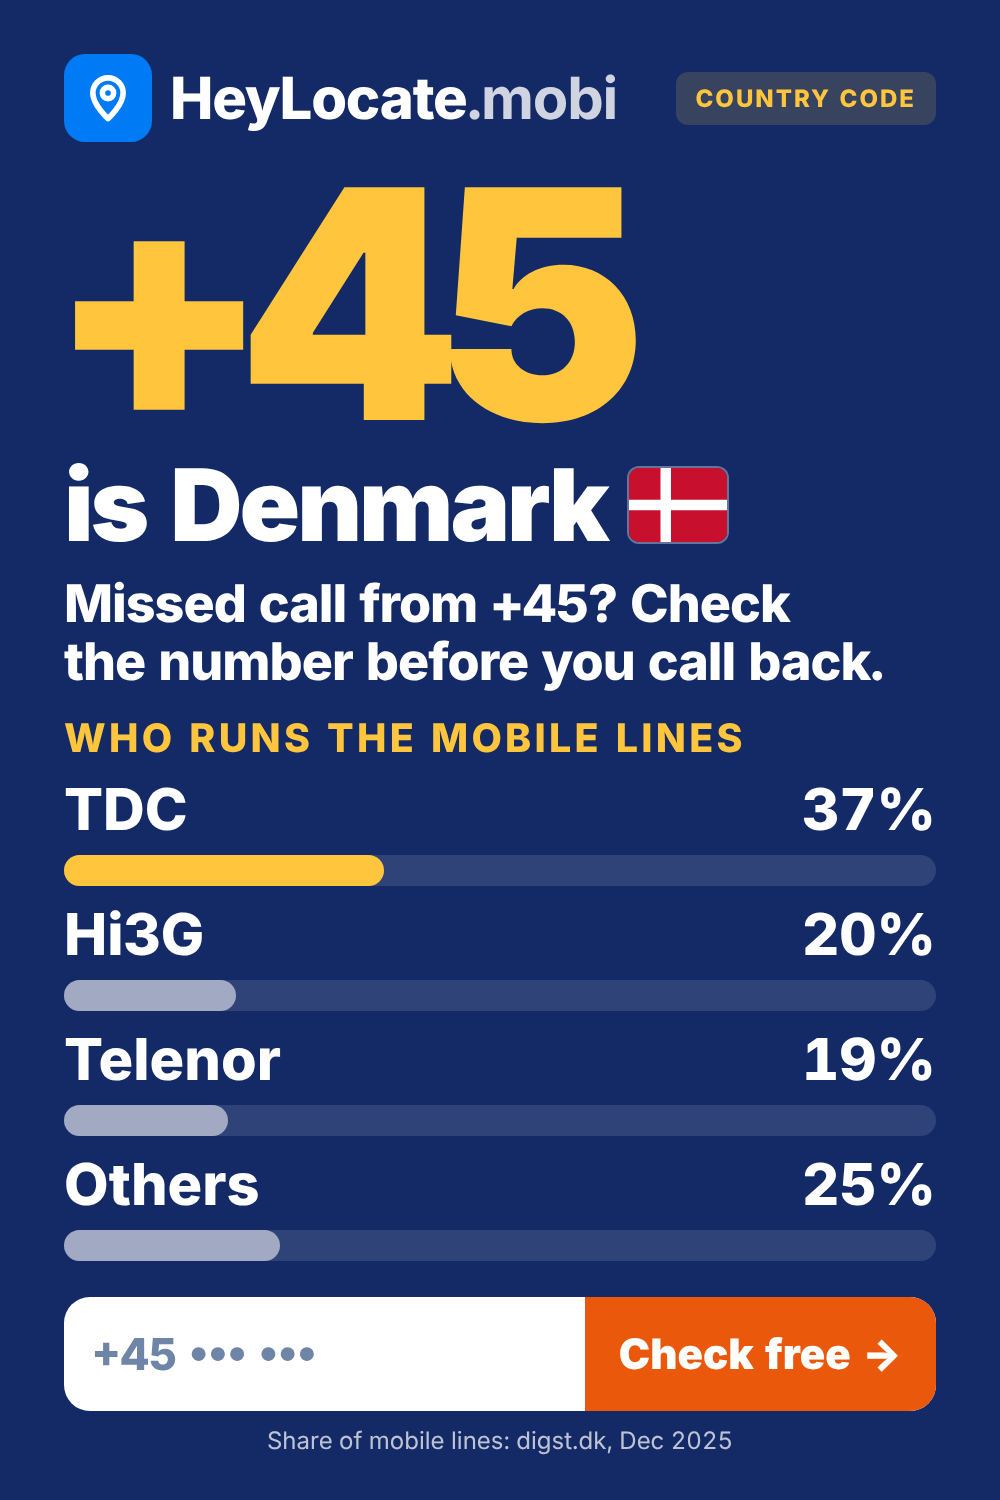 HeyLocate.mobi
COUNTRY CODE
+45
is Denmark
Missed call from +45? Check
the number before you call back.
WHO RUNS THE MOBILE LINES
TDC 37%
Hi3G 20%
Telenor 19%
Others 25%
+45 ••• •••
Check free →
Share of mobile lines: digst.dk, Dec 2025